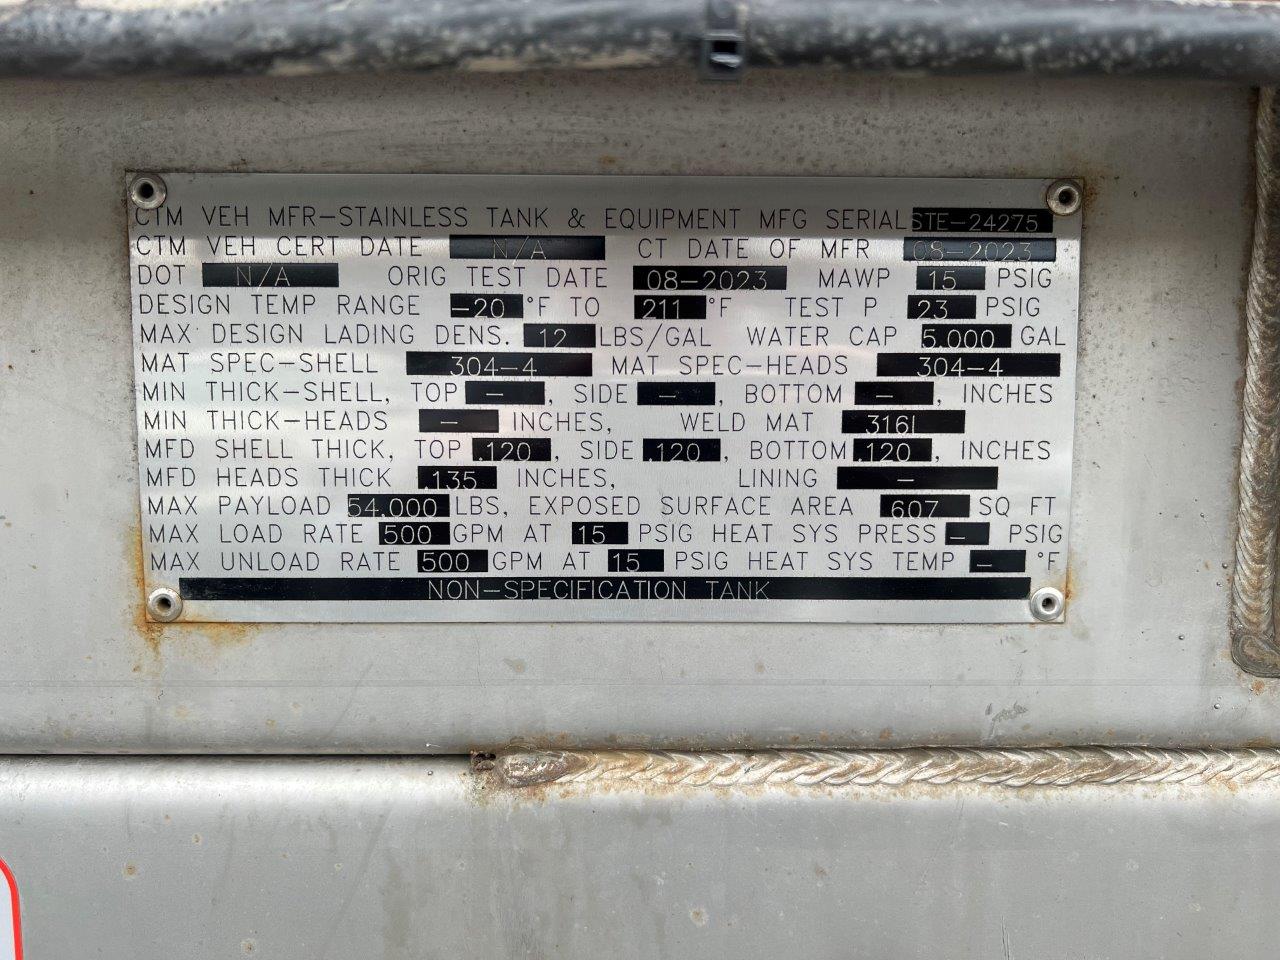 CTM VEH MFR-STAINLESS TANK & EQUIPMENT MFG SERIAL STE-24275
CTM VEH CERT DATE N/A CT DATE OF MFR 08-2023
DOT N/A ORIG TEST DATE 08-2023 MAWP 15 PSIG
DESIGN TEMP RANGE -20 °F TO 211 °F TEST P 23 PSIG
MAX DESIGN LADING DENS. 12 LBS/GAL WATER CAP 5,000 GAL
MAT SPEC-SHELL 304-4 MAT SPEC-HEADS 304-4
MIN THICK-SHELL, TOP -, SIDE -, BOTTOM -, INCHES
MIN THICK-HEADS - INCHES, WELD MAT 316l
MFD SHELL THICK, TOP .120, SIDE .120, BOTTOM .120, INCHES
MFD HEADS THICK .135 INCHES, LINING -
MAX PAYLOAD 54,000 LBS, EXPOSED SURFACE AREA 607 SQ FT
MAX LOAD RATE 500 GPM AT 15 PSIG HEAT SYS PRESS - PSIG
MAX UNLOAD RATE 500 GPM AT 15 PSIG HEAT SYS TEMP - °F
NON-SPECIFICATION TANK